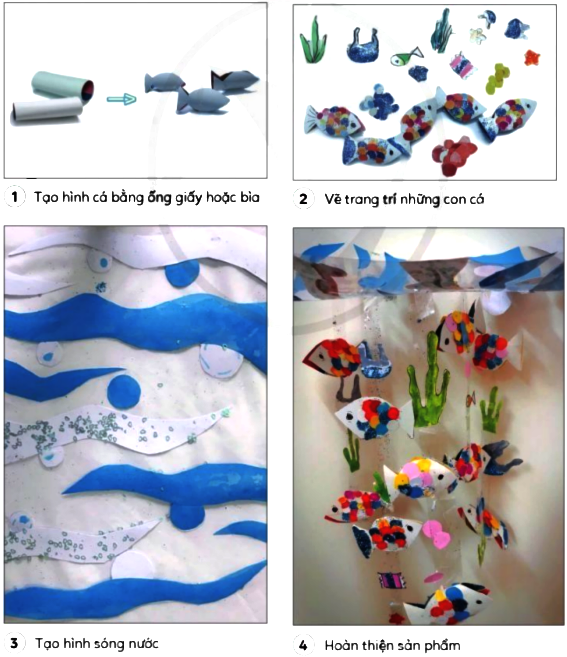 1 Tạo hình cá bằng ống giấy hoặc bìa
2 Vẽ trang trí những con cá
3 Tạo hình sóng nước
4 Hoàn thiện sản phẩm